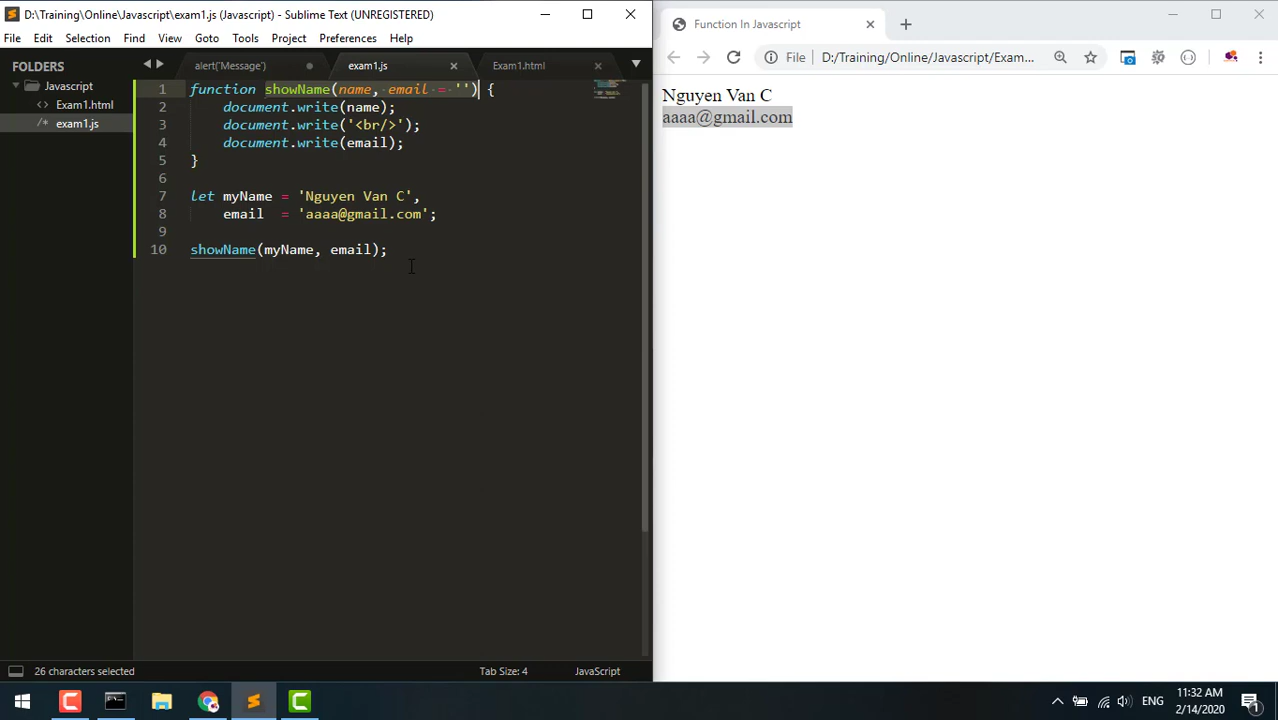 D:\Training\Online\Javascript\exam1.js (Javascript) - Sublime Text (UNREGISTERED)
File Edit Selection Find View Goto Tools Project Preferences Help
FOLDERS
Javascript
<> Exam1.html
/* exam1.js
alert('Message')
exam1.js
Exam1.html
1 function showName(name, email = '') {
2 document.write(name);
3 document.write('<br/>');
4 document.write(email);
5 }
6
7 let myName = 'Nguyen Van C',
8 email = 'aaaa@gmail.com';
9
10 showName(myName, email);
26 characters selected
Tab Size: 4
JavaScript
Function In Javascript
File D:/Training/Online/Javascript/Exam...
Nguyen Van C
aaaa@gmail.com
ENG
11:32 AM
2/14/2020
1